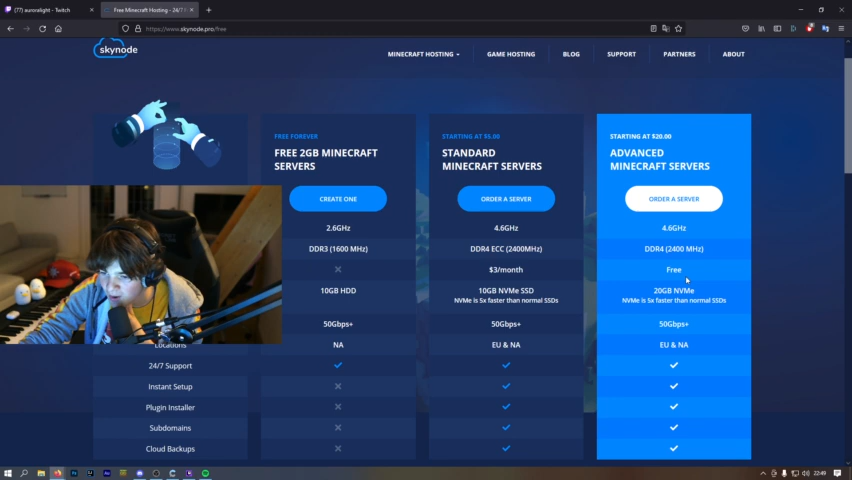 (77) auroralight - Twitch
Free Minecraft Hosting - 24/7 F
https://www.skynode.pro/free
skynode
MINECRAFT HOSTING
GAME HOSTING
BLOG
SUPPORT
PARTNERS
ABOUT
FREE FOREVER
FREE 2GB MINECRAFT
SERVERS
CREATE ONE
2.6GHz
DDR3 (1600 MHz)
10GB HDD
50Gbps+
NA
STARTING AT $5.00
STANDARD
MINECRAFT SERVERS
ORDER A SERVER
4.6GHz
DDR4 ECC (2400MHz)
$3/month
10GB NVMe SSD
NVMe is 5x faster than normal SSDs
50Gbps+
EU & NA
STARTING AT $20.00
ADVANCED
MINECRAFT SERVERS
ORDER A SERVER
4.6GHz
DDR4 (2400 MHz)
Free
20GB NVMe
NVMe is 5x faster than normal SSDs
50Gbps+
EU & NA
Locations
24/7 Support
Instant Setup
Plugin Installer
Subdomains
Cloud Backups
22:49